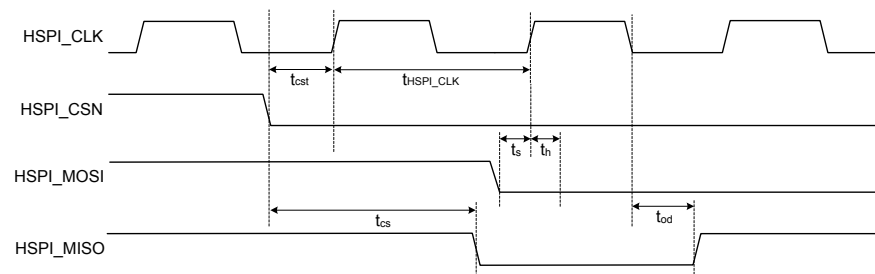 HSPI_CLK
tcst
tHSPI_CLK
HSPI_CSN
ts
th
HSPI_MOSI
tcs
tod
HSPI_MISO